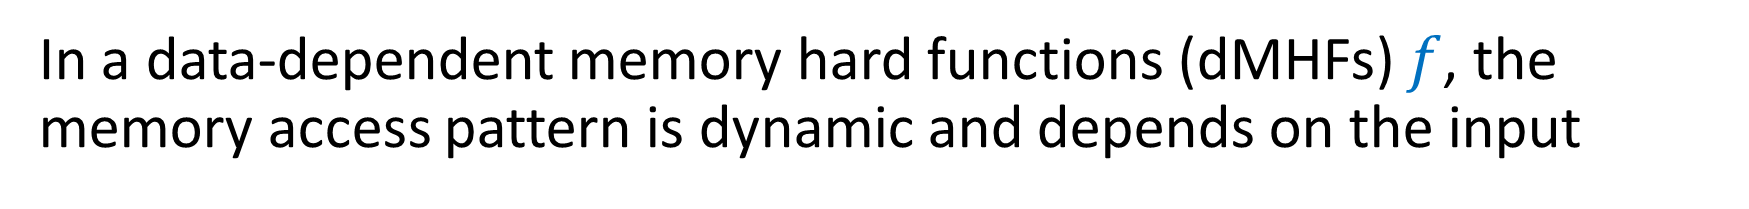 In a data-dependent memory hard functions (dMHFs) f, the
memory access pattern is dynamic and depends on the input